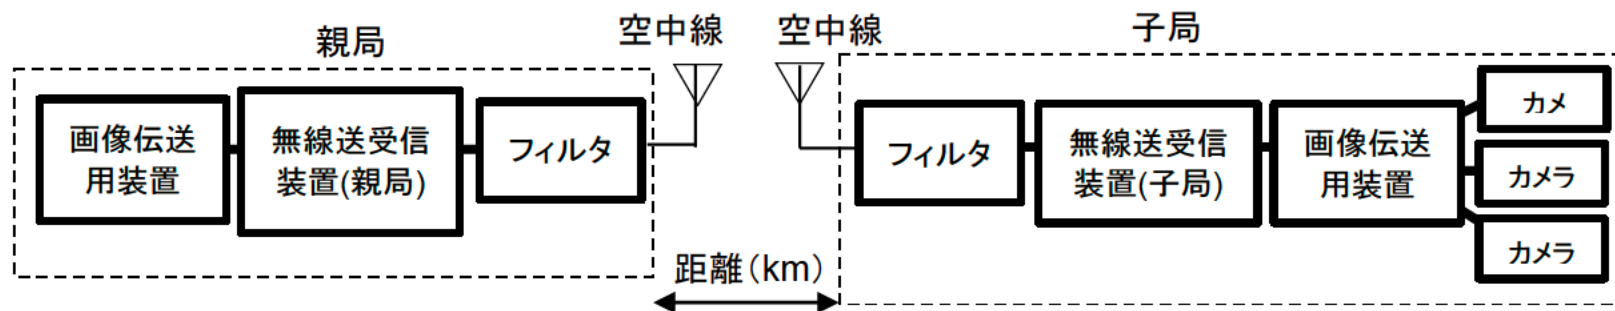 親局
空中線
空中線
子局
画像伝送
用装置
無線送受信
装置(親局)
フィルタ
フィルタ
無線送受信
装置(子局)
画像伝送
用装置
カメ
カメラ
カメラ
距離(km)